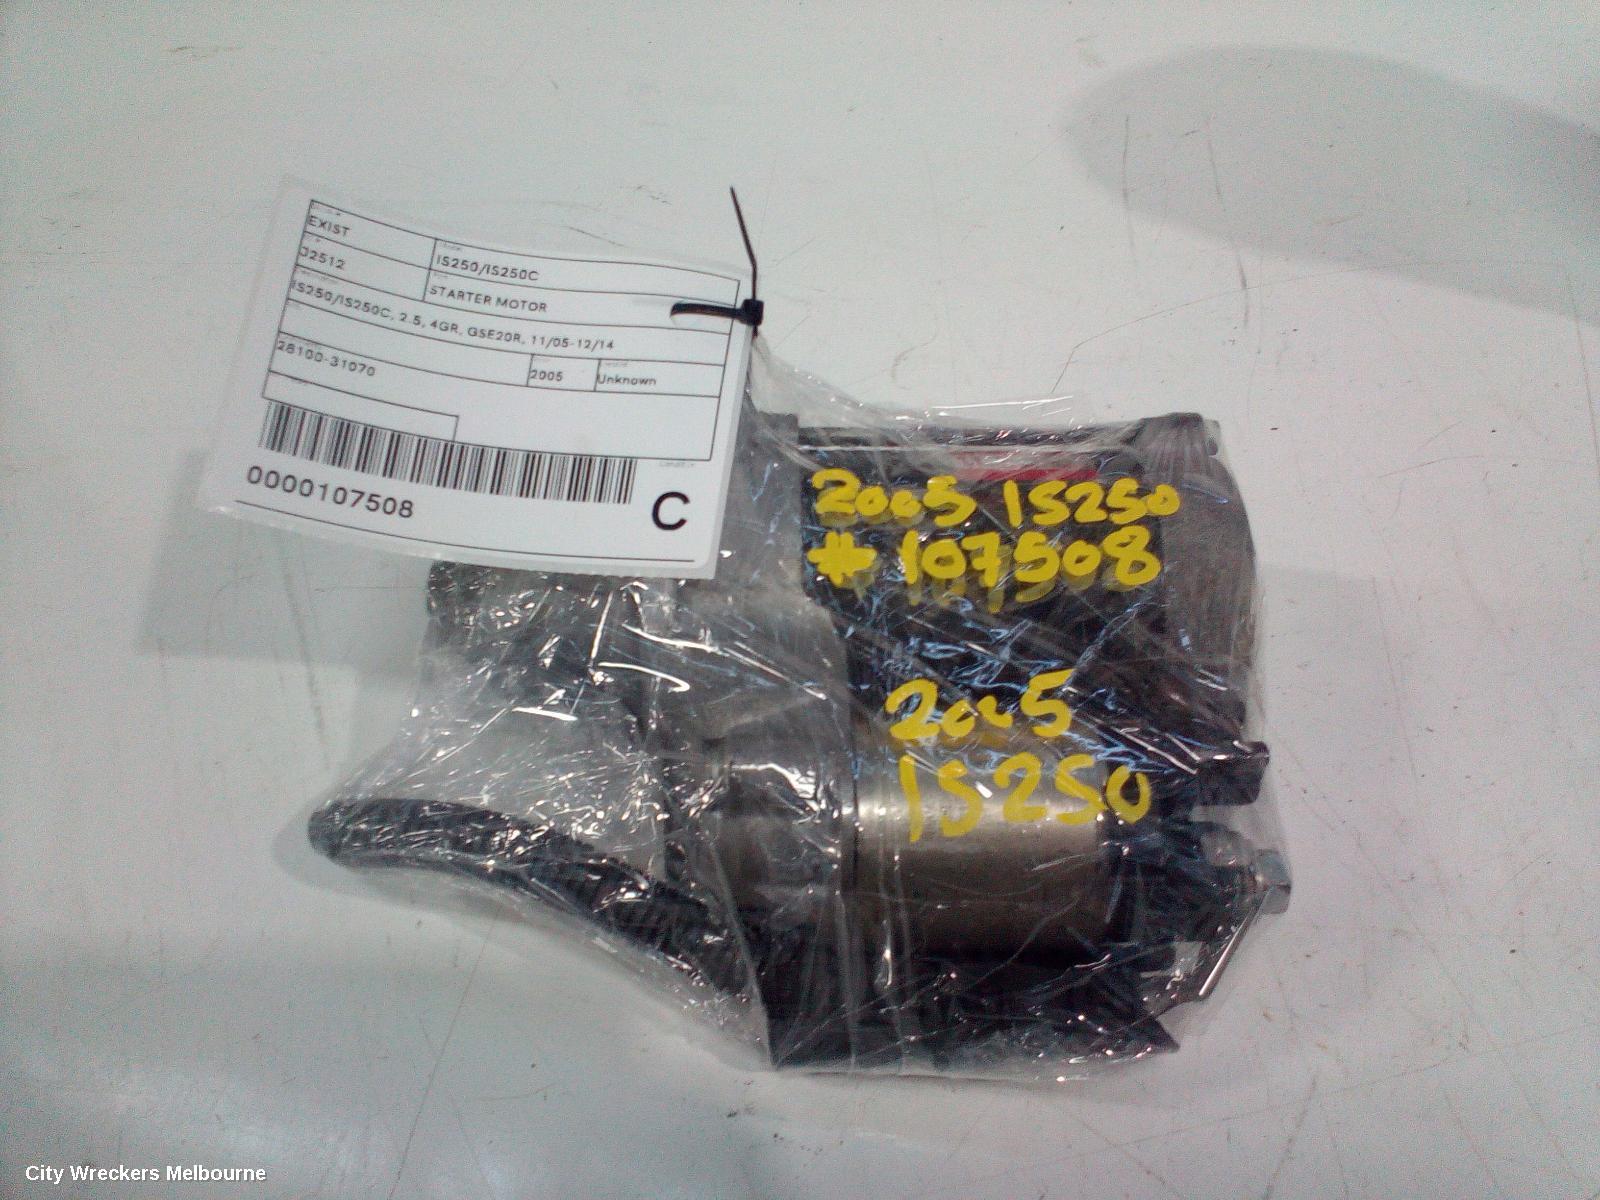 EXIST
IS250/IS250C
J2512
STARTER MOTOR
IS250/IS250C, 2.5, 4GR, GSE20R, 11/05-12/14
28100-31070
2005
Unknown
0000107508
C
2005 IS250
# 107508
2005
IS250
City Wreckers Melbourne